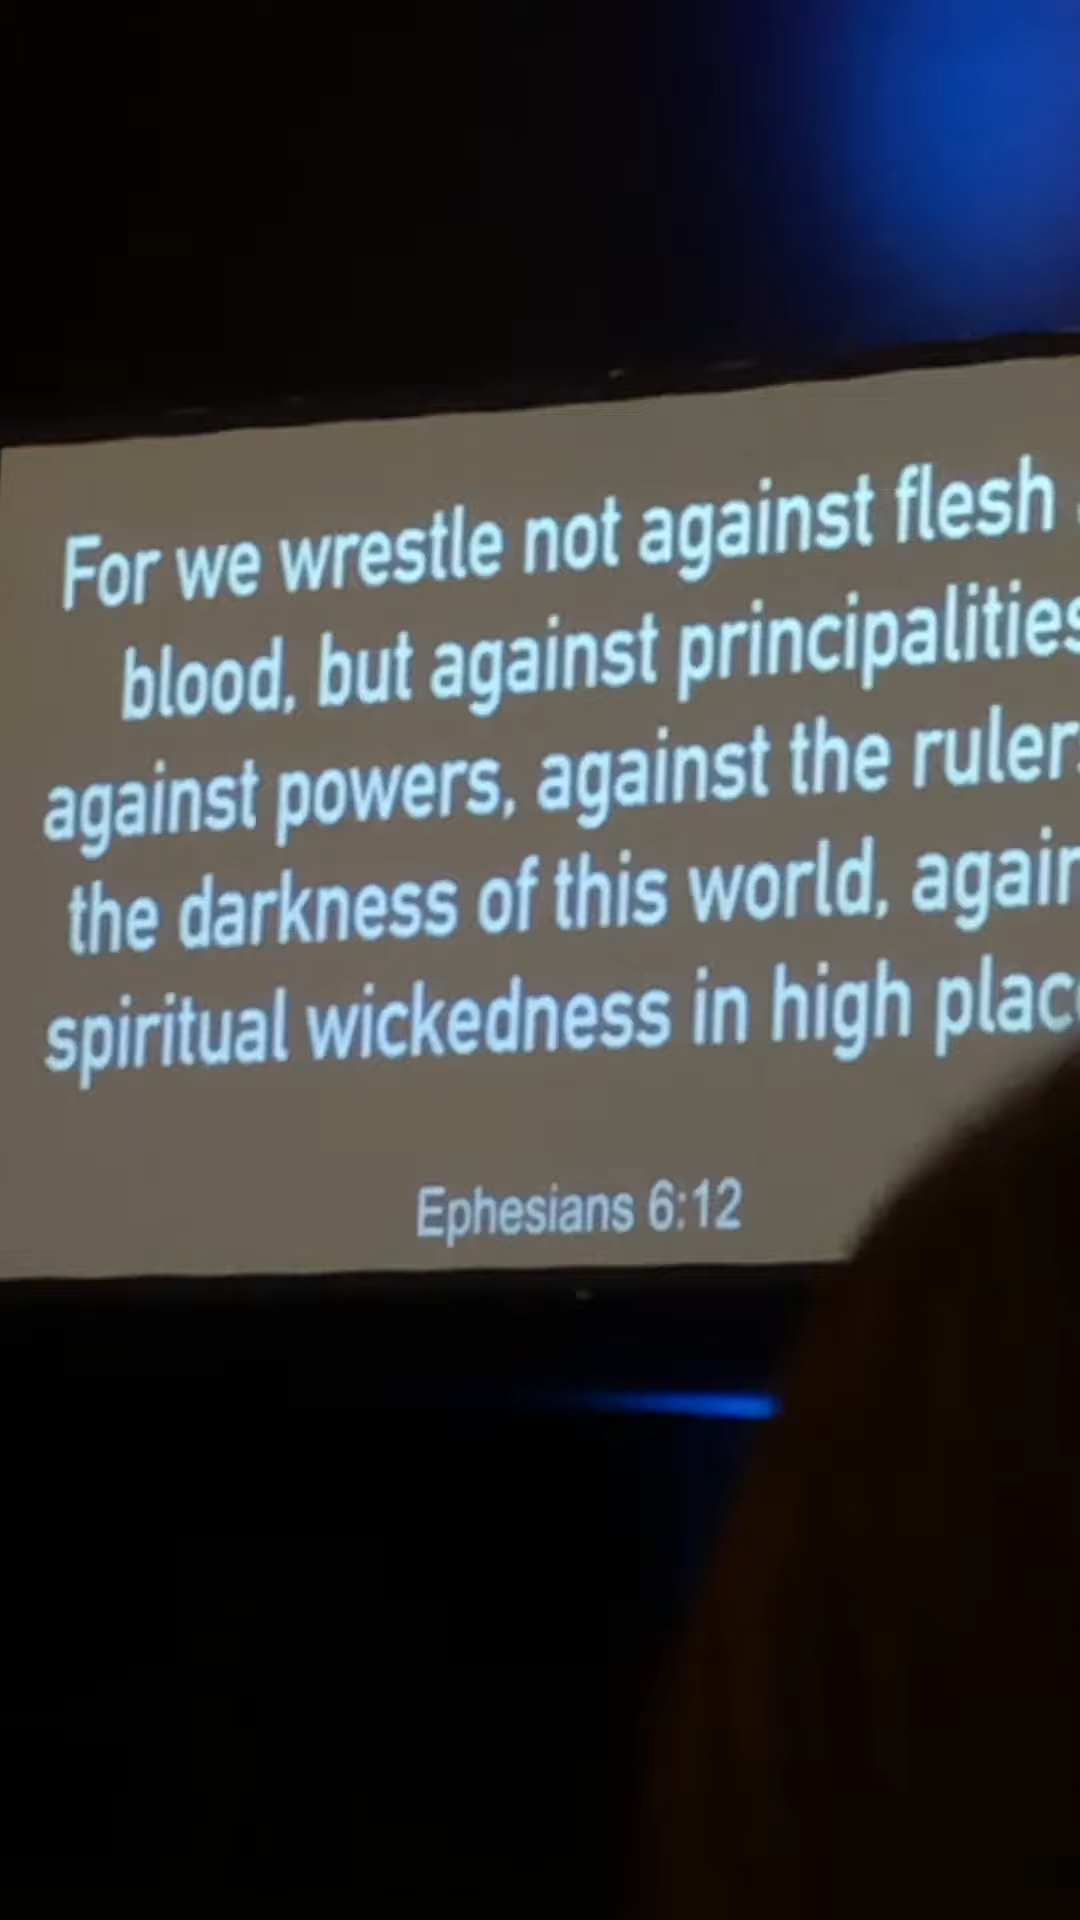 For we wrestle not against flesh
blood, but against principalities
against powers, against the ruler
the darkness of this world, again
spiritual wickedness in high plac
Ephesians 6:12